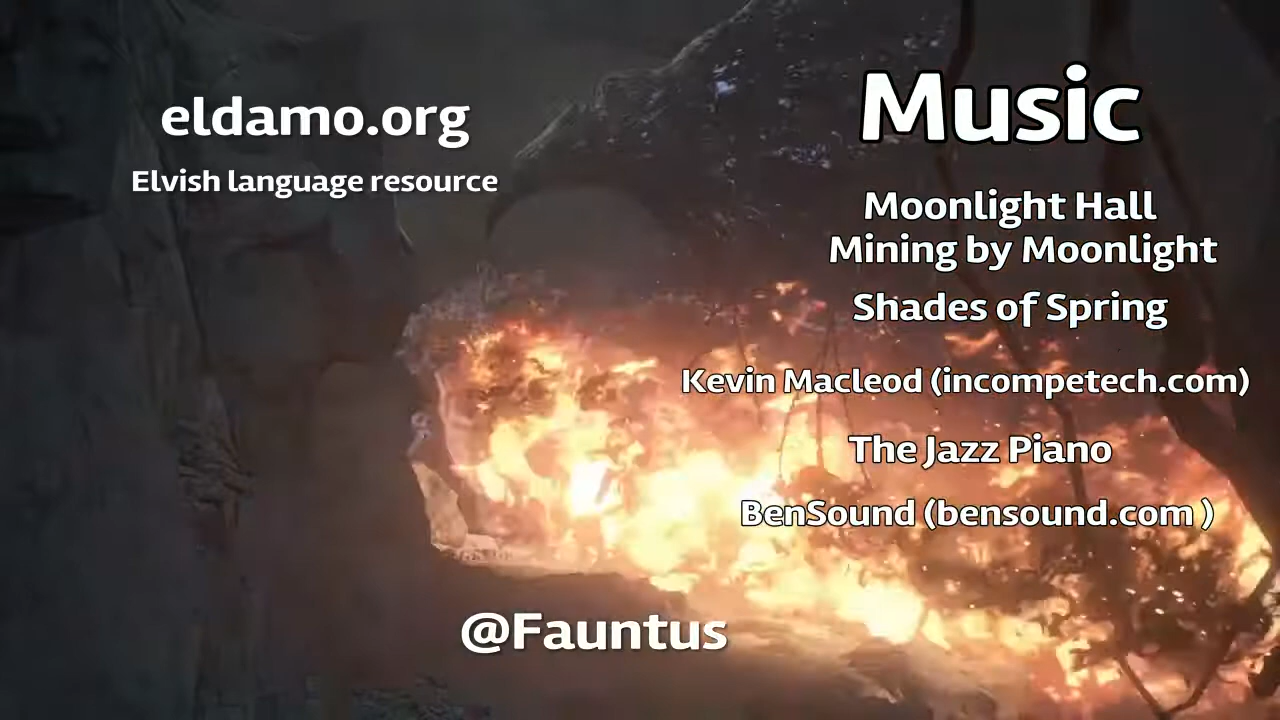 eldamo.org
Elvish language resource
Music
Moonlight Hall
Mining by Moonlight
Shades of Spring
Kevin Macleod (incompetech.com)
The Jazz Piano
BenSound (bensound.com )
@Fauntus